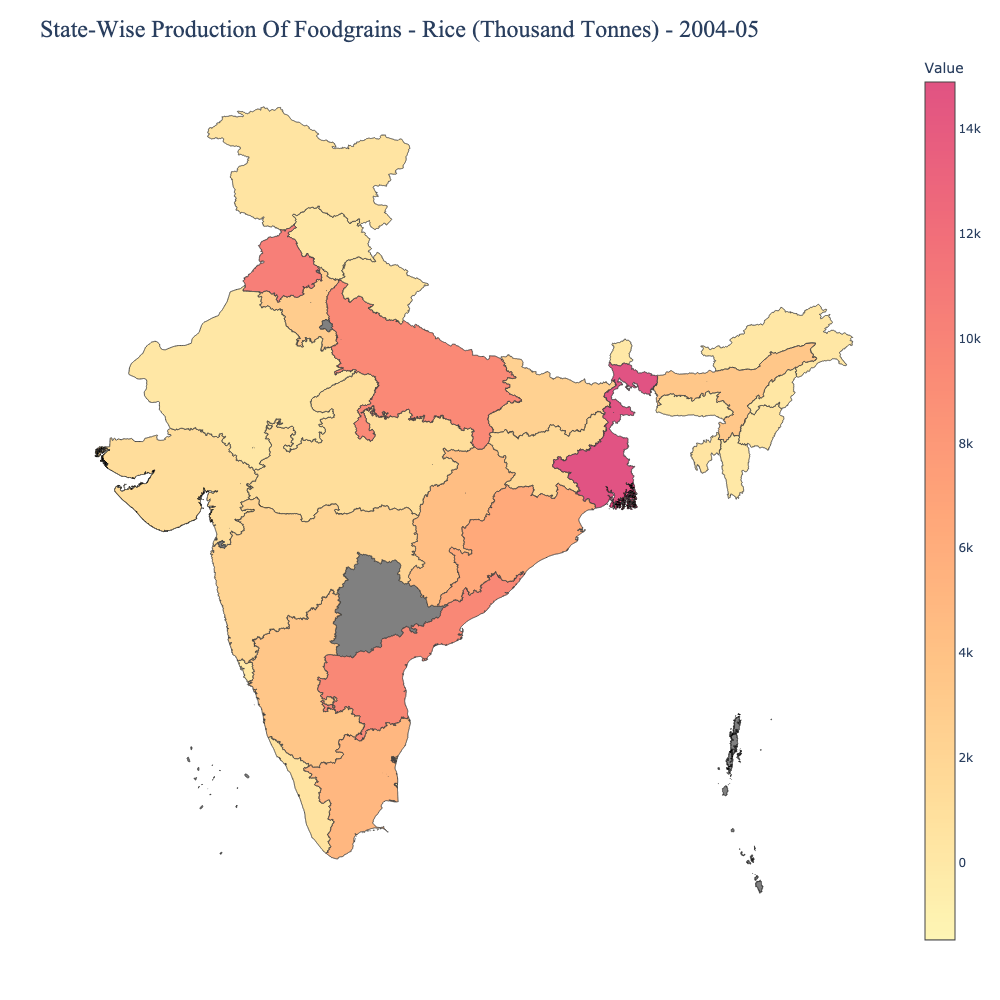 State-Wise Production Of Foodgrains - Rice (Thousand Tonnes) - 2004-05
Value
14k
12k
10k
8k
6k
4k
2k
0